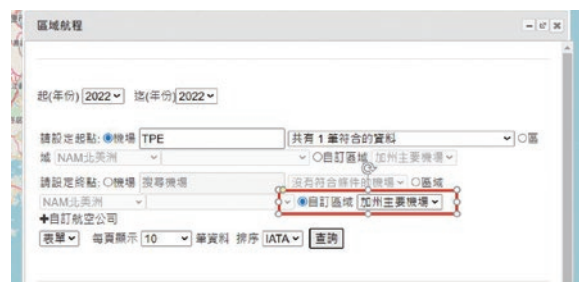 區域航程
起(年份) 2022 迄(年份) 2022
請設定起點: 機場 TPE 共有 1 筆符合的資料 區
域 NAM北美洲 自訂區域 加州主要機場
請設定終點: 機場 搜尋機場 沒有符合條件的機場 區域
NAM北美洲 自訂區域 加州主要機場
+自訂航空公司
表單 每頁顯示 10 筆資料 排序 IATA 查詢